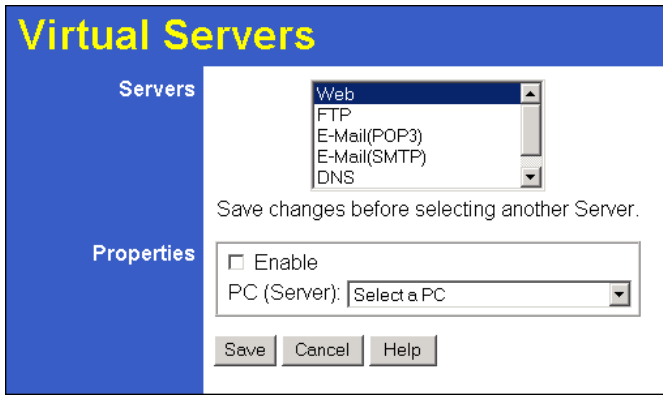 Virtual Servers
Servers
Web
FTP
E-Mail(POP3)
E-Mail(SMTP)
DNS
Save changes before selecting another Server.
Properties
Enable
PC (Server): Select a PC
Save Cancel Help